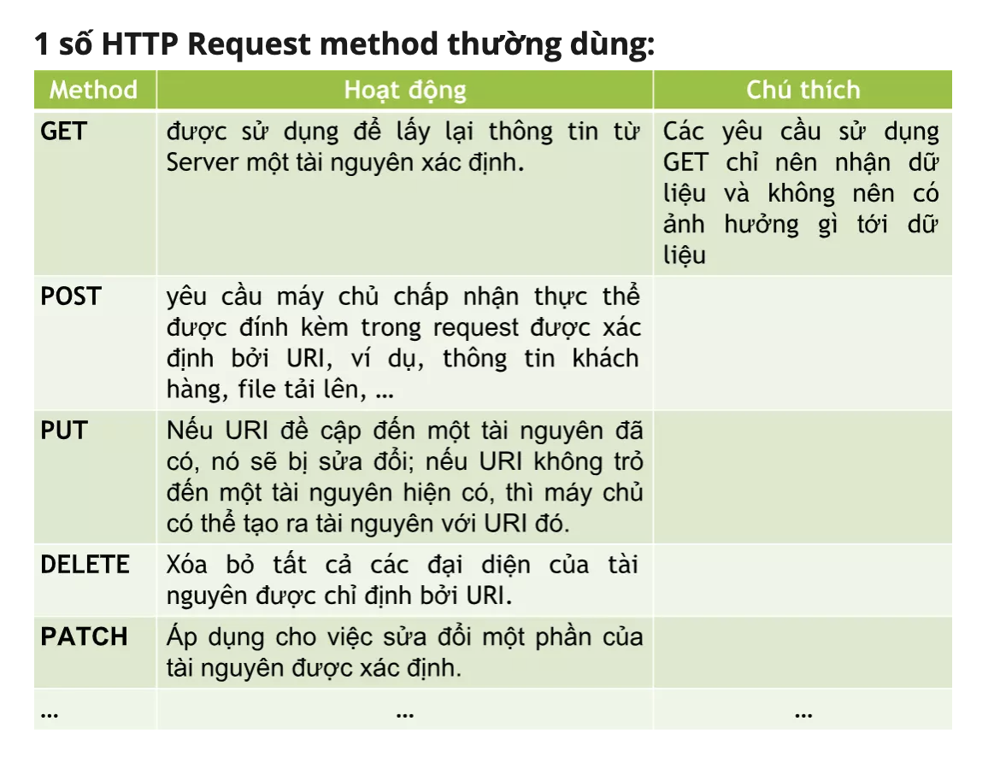 1 số HTTP Request method thường dùng:
Method Hoạt động Chú thích
GET
được sử dụng để lấy lại thông tin từ
Server một tài nguyên xác định.
Các yêu cầu sử dụng
GET chỉ nên nhận dữ
liệu và không nên có
ảnh hưởng gì tới dữ
liệu
POST
yêu cầu máy chủ chấp nhận thực thể
được đính kèm trong request được xác
định bởi URI, ví dụ, thông tin khách
hàng, file tải lên, …
PUT
Nếu URI đề cập đến một tài nguyên đã
có, nó sẽ bị sửa đổi; nếu URI không trỏ
đến một tài nguyên hiện có, thì máy chủ
có thể tạo ra tài nguyên với URI đó.
DELETE
Xóa bỏ tất cả các đại diện của tài
nguyên được chỉ định bởi URI.
PATCH
Áp dụng cho việc sửa đổi một phần của
tài nguyên được xác định.
… … …